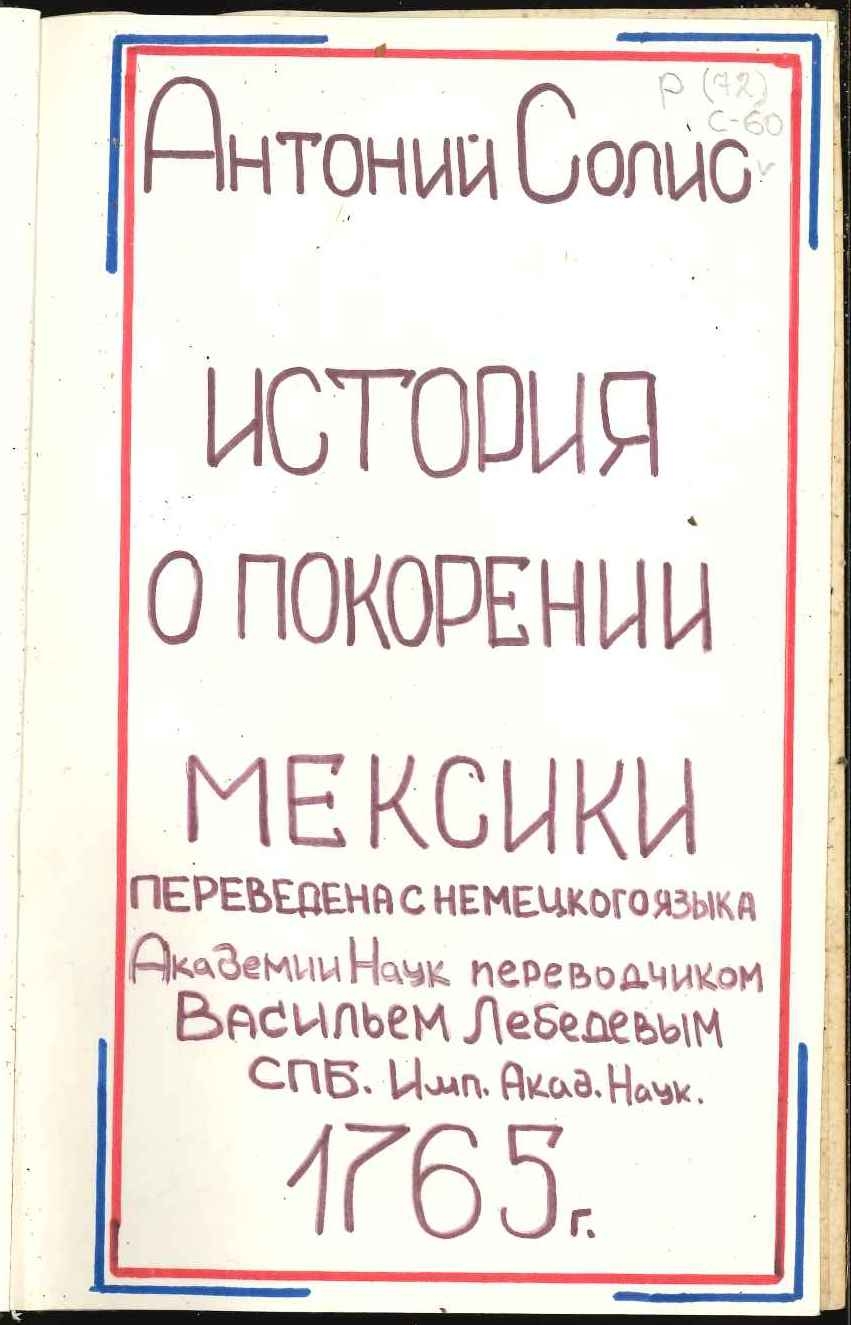 Р (72)
С-60
Антоний Солис
ИСТОРИЯ
О ПОКОРЕНИИ
МЕКСИКИ
ПЕРЕВЕДЕНА С НЕМЕЦКОГО ЯЗЫКА
Академии Наук переводчиком
Васильем Лебедевым
СПБ. Имп. Акад. Наук.
1765 г.